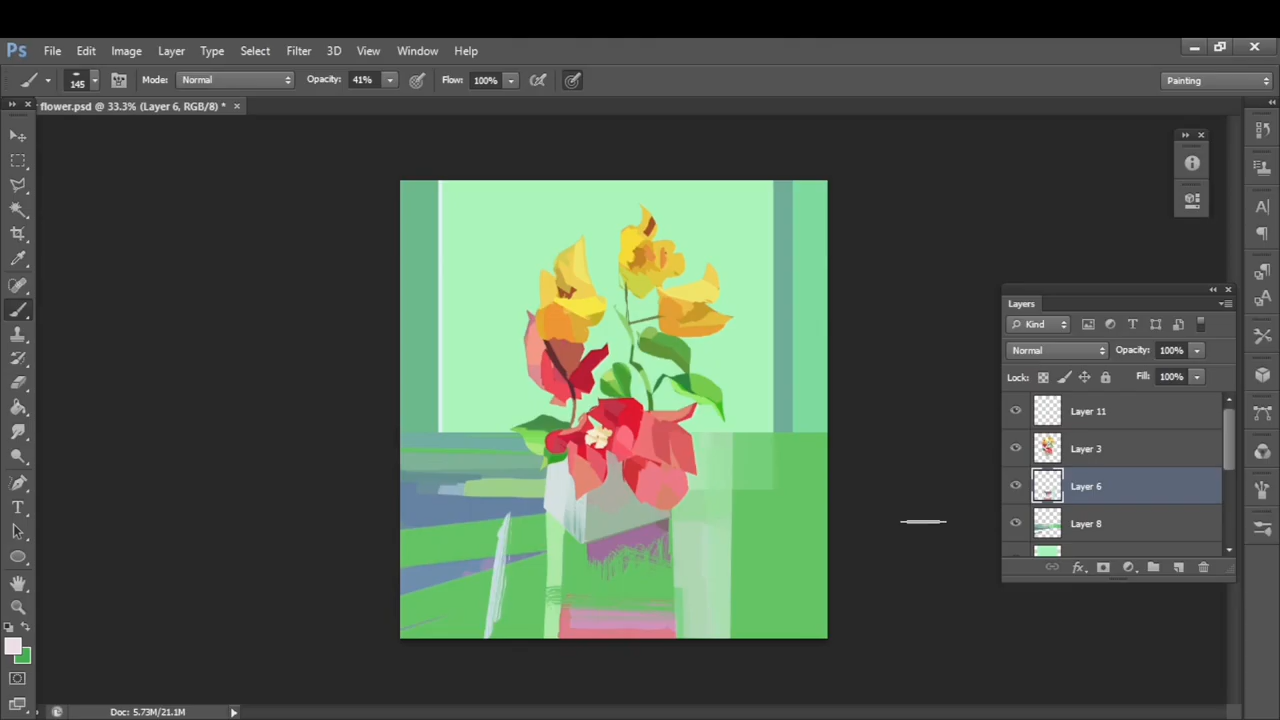 Ps File Edit Image Layer Type Select Filter 3D View Window Help
145 Mode: Normal Opacity: 41% Flow: 100% Painting
flower.psd @ 33.3% (Layer 6, RGB/8) * ×
Layers
Kind
Normal Opacity: 100%
Lock: Fill: 100%
Layer 11
Layer 3
Layer 6
Layer 8
fx
T
Doc: 5.73M/21.1M